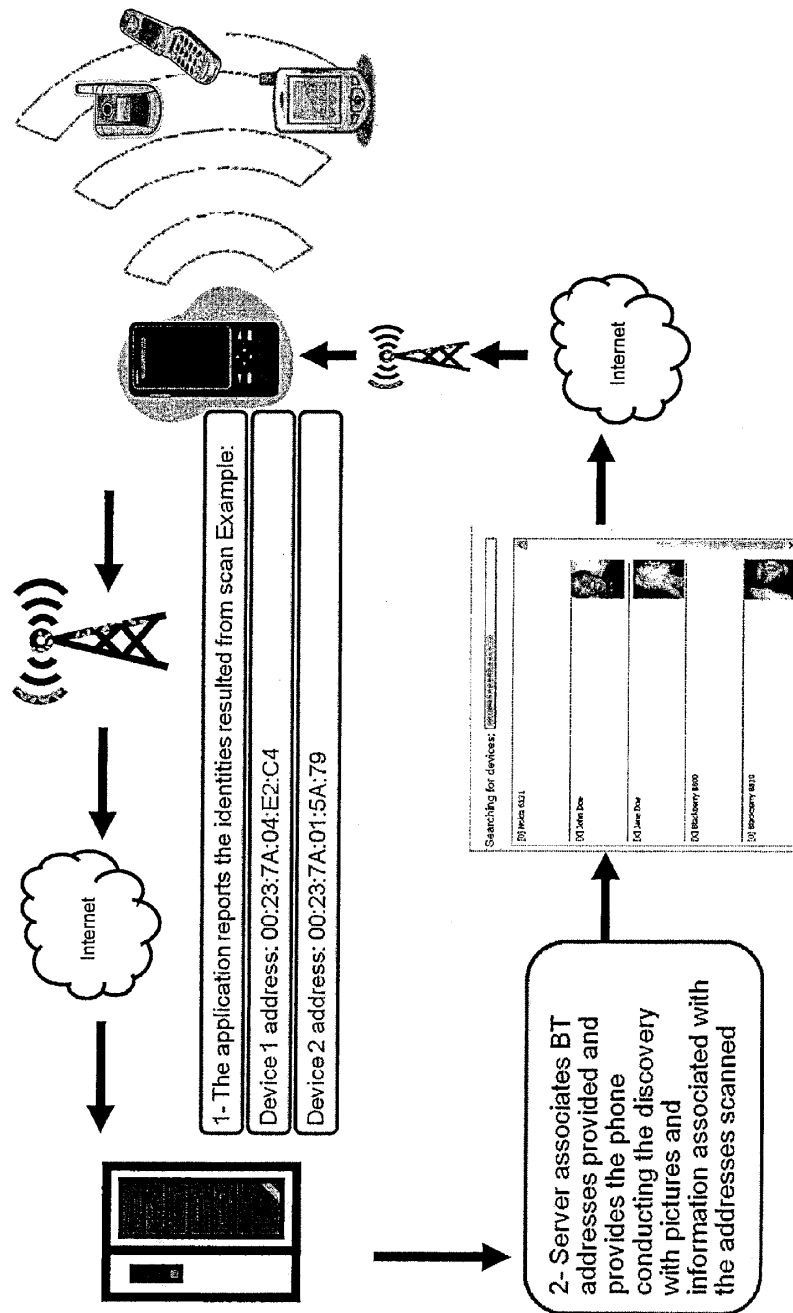 Internet
1- The application reports the identities resulted from scan Example:
Device 1 address: 00:23:7A:04:E2:C4
Device 2 address: 00:23:7A:01:5A:79
2- Server associates BT
addresses provided and
provides the phone
conducting the discovery
with pictures and
information associated with
the addresses scanned
Searching for devices:
[X] John Doe
[X] Jane Doe
Internet